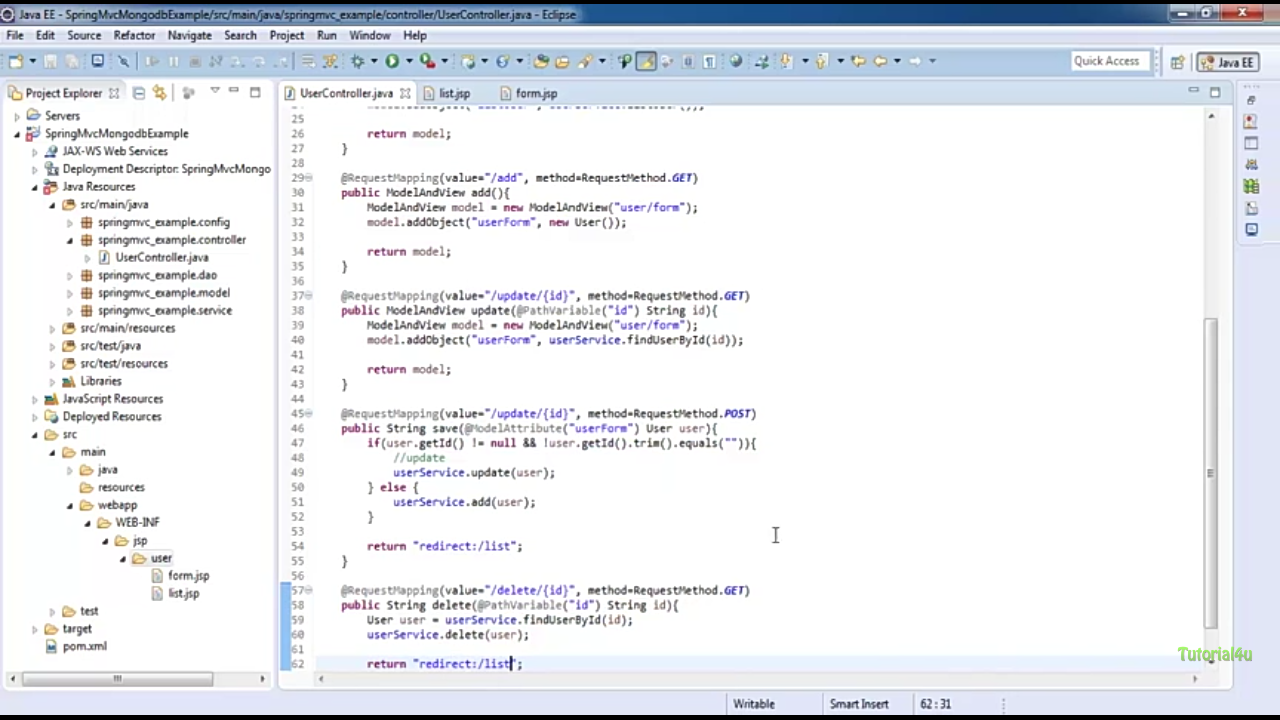 Java EE - SpringMvcMongodbExample/src/main/java/springmvc_example/controller/UserController.java - Eclipse
File Edit Source Refactor Navigate Search Project Run Window Help
Quick Access Java EE
Project Explorer
Servers
SpringMvcMongodbExample
JAX-WS Web Services
Deployment Descriptor: SpringMvcMongo
Java Resources
src/main/java
springmvc_example.config
springmvc_example.controller
UserController.java
springmvc_example.dao
springmvc_example.model
springmvc_example.service
src/main/resources
src/test/java
src/test/resources
Libraries
JavaScript Resources
Deployed Resources
src
main
java
resources
webapp
WEB-INF
jsp
user
form.jsp
list.jsp
test
target
pom.xml
UserController.java list.jsp form.jsp
25
26 return model;
27 }
28
29 @RequestMapping(value="/add", method=RequestMethod.GET)
30 public ModelAndView add(){
31 ModelAndView model = new ModelAndView("user/form");
32 model.addObject("userForm", new User());
33
34 return model;
35 }
36
37 @RequestMapping(value="/update/{id}", method=RequestMethod.GET)
38 public ModelAndView update(@PathVariable("id") String id){
39 ModelAndView model = new ModelAndView("user/form");
40 model.addObject("userForm", userService.findUserById(id));
41
42 return model;
43 }
44
45 @RequestMapping(value="/update/{id}", method=RequestMethod.POST)
46 public String save(@ModelAttribute("userForm") User user){
47 if(user.getId() != null && !user.getId().trim().equals("")){
48 //update
49 userService.update(user);
50 } else {
51 userService.add(user);
52 }
53
54 return "redirect:/list";
55 }
56
57 @RequestMapping(value="/delete/{id}", method=RequestMethod.GET)
58 public String delete(@PathVariable("id") String id){
59 User user = userService.findUserById(id);
60 userService.delete(user);
61
62 return "redirect:/list";
Tutorial4u
Writable Smart Insert 62 : 31